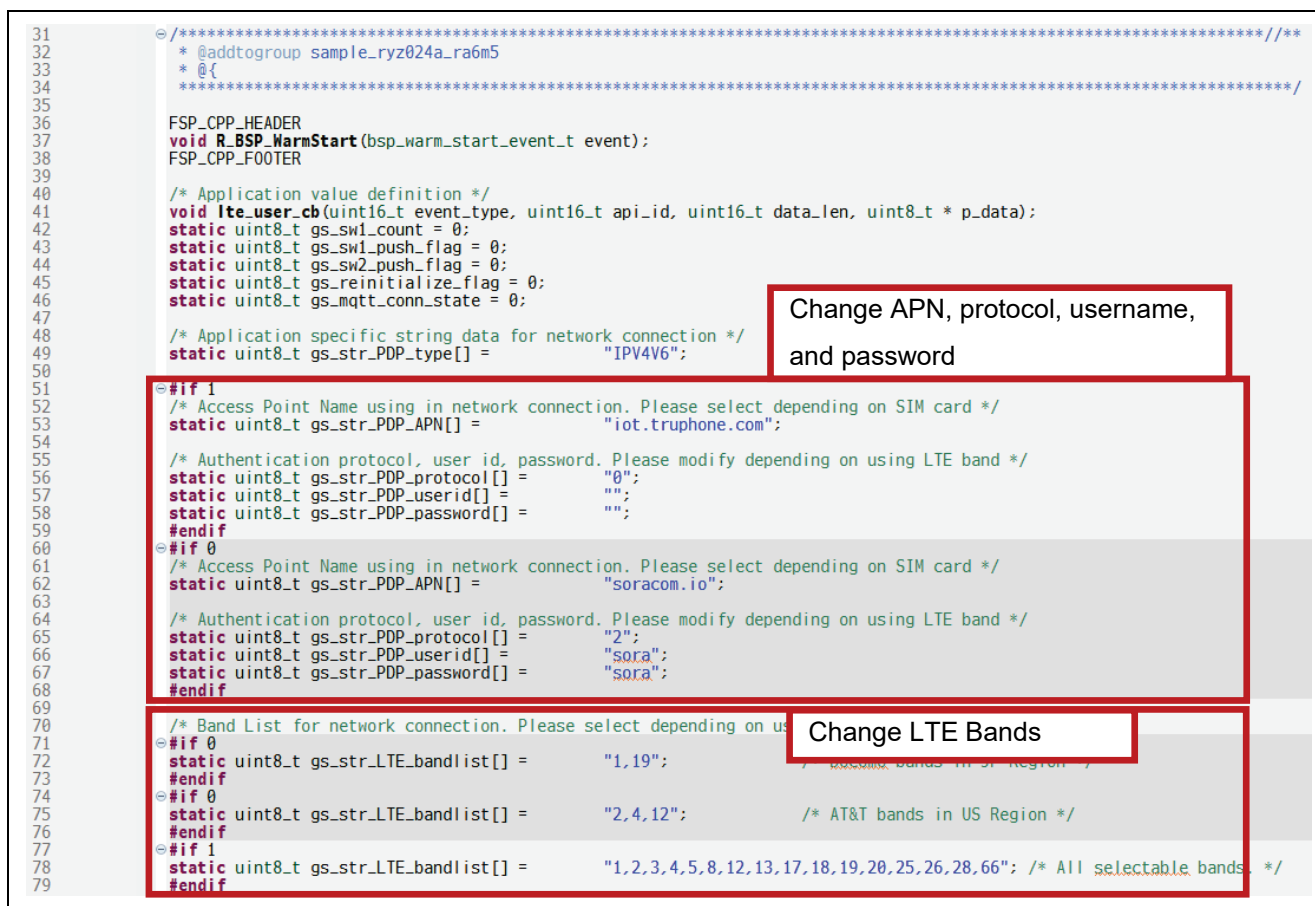 31 /*******************************************************************************************************************//**
32 * @addtogroup sample_ryz024a_ra6m5
33 * @{
34 **********************************************************************************************************************/
35
36 FSP_CPP_HEADER
37 void R_BSP_WarmStart(bsp_warm_start_event_t event);
38 FSP_CPP_FOOTER
39
40 /* Application value definition */
41 void lte_user_cb(uint16_t event_type, uint16_t api_id, uint16_t data_len, uint8_t * p_data);
42 static uint8_t gs_sw1_count = 0;
43 static uint8_t gs_sw1_push_flag = 0;
44 static uint8_t gs_sw2_push_flag = 0;
45 static uint8_t gs_reinitialize_flag = 0;
46 static uint8_t gs_mqtt_conn_state = 0;
47
Change APN, protocol, username,
and password
48 /* Application specific string data for network connection */
49 static uint8_t gs_str_PDP_type[] = "IPV4V6";
50
51 #if 1
52 /* Access Point Name using in network connection. Please select depending on SIM card */
53 static uint8_t gs_str_PDP_APN[] = "iot.truphone.com";
54
55 /* Authentication protocol, user id, password. Please modify depending on using LTE band */
56 static uint8_t gs_str_PDP_protocol[] = "0";
57 static uint8_t gs_str_PDP_userid[] = "";
58 static uint8_t gs_str_PDP_password[] = "";
59 #endif
60 #if 0
61 /* Access Point Name using in network connection. Please select depending on SIM card */
62 static uint8_t gs_str_PDP_APN[] = "soracom.io";
63
64 /* Authentication protocol, user id, password. Please modify depending on using LTE band */
65 static uint8_t gs_str_PDP_protocol[] = "2";
66 static uint8_t gs_str_PDP_userid[] = "sora";
67 static uint8_t gs_str_PDP_password[] = "sora";
68 #endif
69
70 /* Band List for network connection. Please select depending on us
Change LTE Bands
71 #if 0
72 static uint8_t gs_str_LTE_bandlist[] = "1,19";
73 #endif
74 #if 0
75 static uint8_t gs_str_LTE_bandlist[] = "2,4,12"; /* AT&T bands in US Region */
76 #endif
77 #if 1
78 static uint8_t gs_str_LTE_bandlist[] = "1,2,3,4,5,8,12,13,17,18,19,20,25,26,28,66"; /* All selectable bands. */
79 #endif